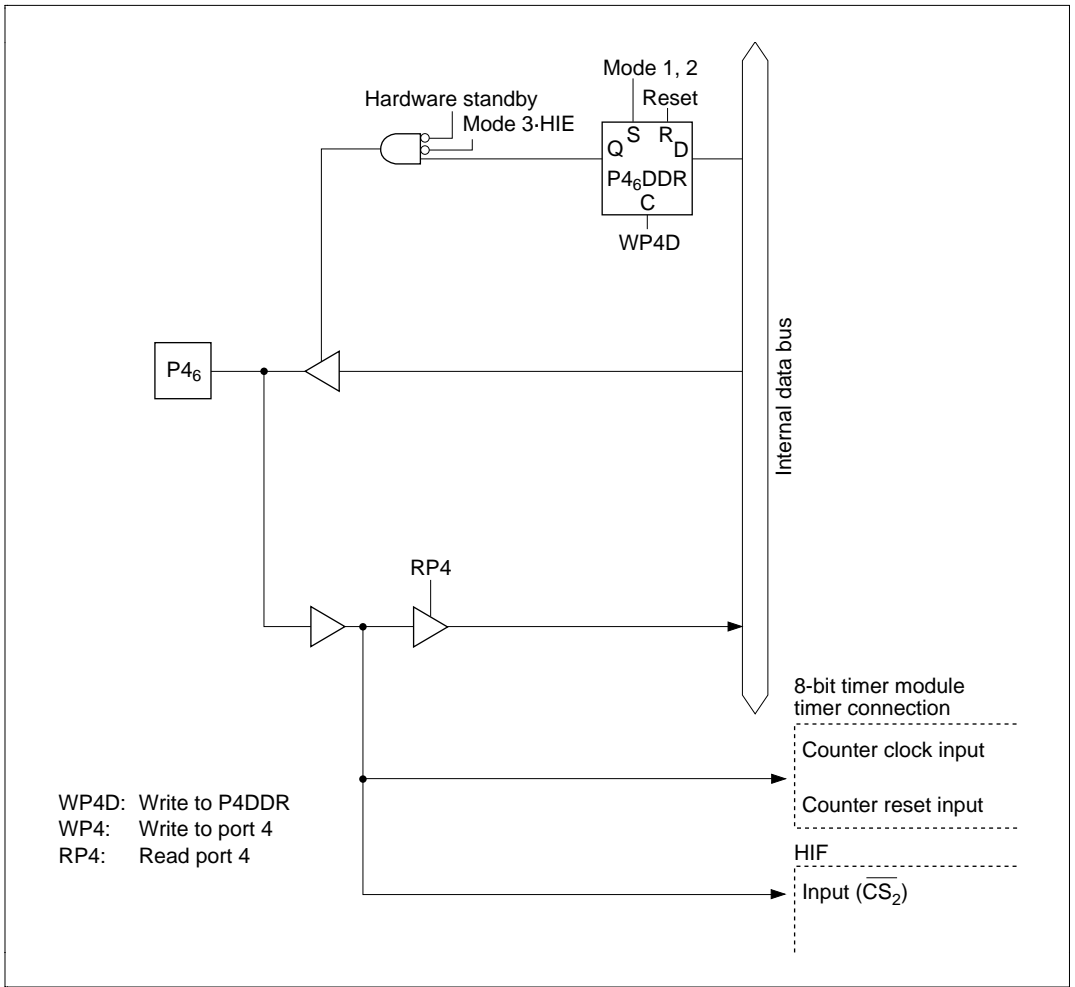 Mode 1, 2
Hardware standby
Reset
Mode 3·HIE
S R
Q D
P4₆DDR
C
WP4D
P4₆
Internal data bus
RP4
8-bit timer module
timer connection
Counter clock input
Counter reset input
WP4D: Write to P4DDR
WP4: Write to port 4
RP4: Read port 4
HIF
Input (C̅S̅₂)